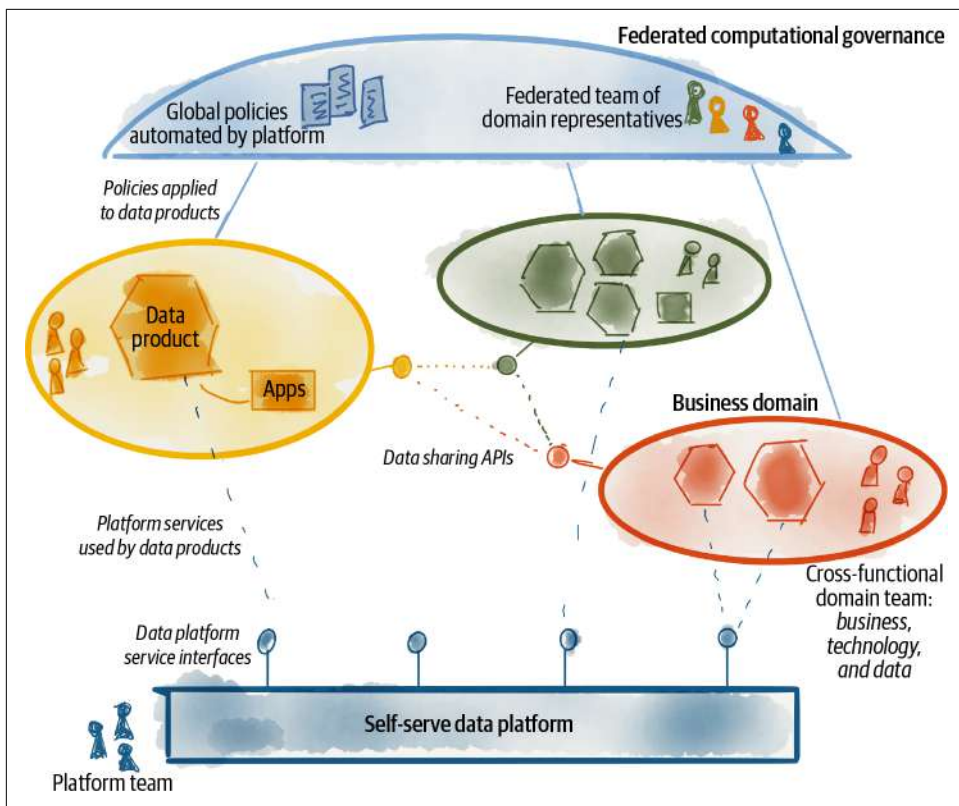 Federated computational governance
Global policies
automated by platform
Federated team of
domain representatives
Policies applied
to data products
Data
product
Apps
Business domain
Data sharing APIs
Platform services
used by data products
Cross-functional
domain team:
business,
technology,
and data
Data platform
service interfaces
Self-serve data platform
Platform team